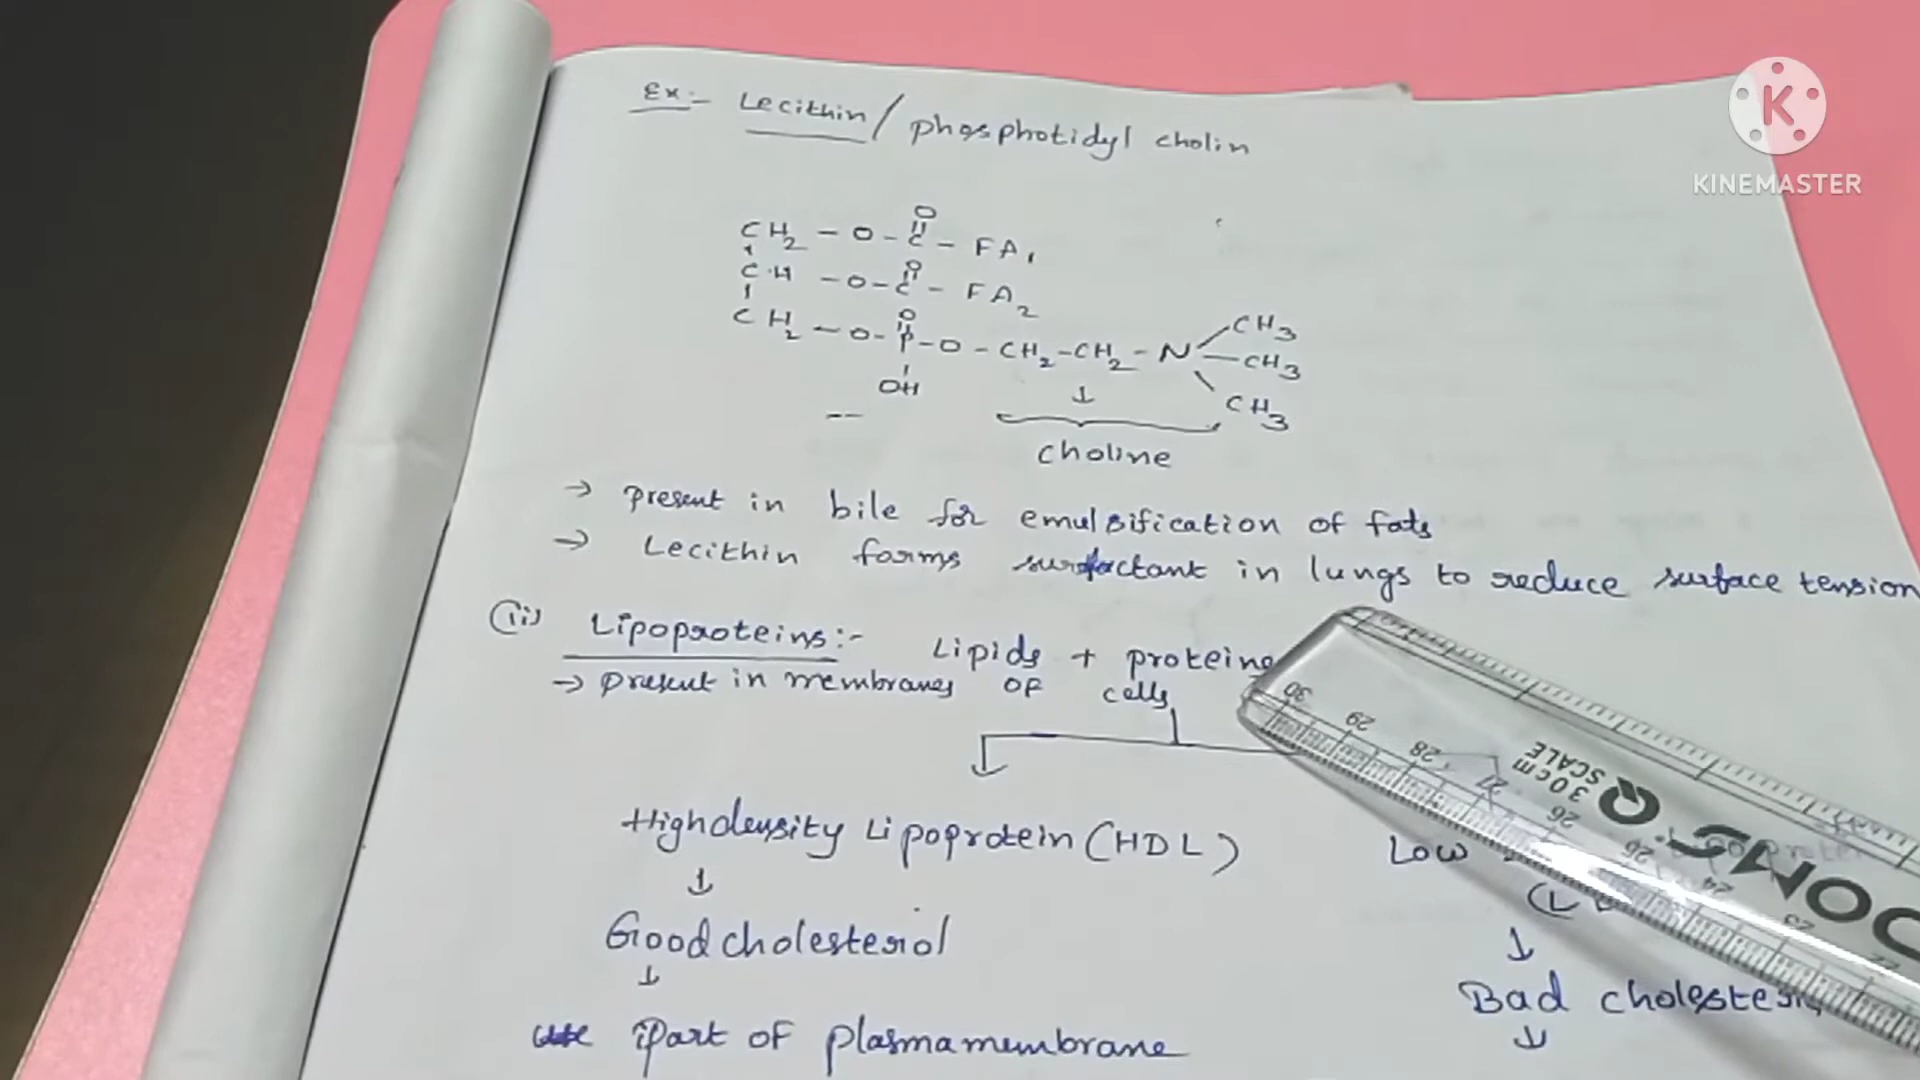 Ex:- Lecithin/phosphotidyl cholin
KINEMASTER
CH2 - O - C - FA1
O
CH - O - C - FA2
O
CH2 - O - P - O - CH2 - CH2 - N
O
OH
CH3
CH3
CH3
choline
→ present in bile for emulsification of fats
→ Lecithin forms surfactant in lungs to reduce surface tension
(ii) Lipoproteins:- Lipids + proteins
→ present in membranes of cells
High density Lipoprotein (HDL)
Low
↓
Good cholesterol
↓
Bad
↓
Part of plasmamembrane
↓
30 29 28 27 26
30cm
SCALE
Q
DOMS